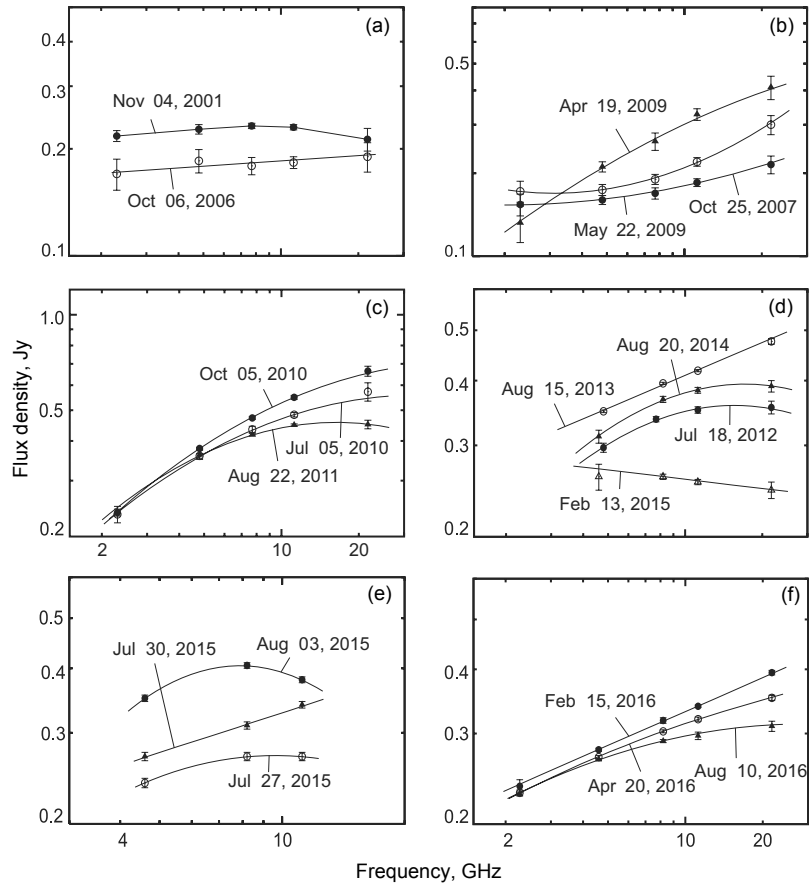 (a)
0.4
0.3
0.2
0.1
Nov 04, 2001
Oct 06, 2006
(b)
0.5
0.1
Apr 19, 2009
May 22, 2009
Oct 25, 2007
(c)
1.0
0.5
0.2
Oct 05, 2010
Jul 05, 2010
Aug 22, 2011
2
10
20
(d)
0.5
0.4
0.3
0.2
Aug 20, 2014
Aug 15, 2013
Jul 18, 2012
Feb 13, 2015
(e)
0.5
0.4
0.3
0.2
Jul 30, 2015
Aug 03, 2015
Jul 27, 2015
4
10
(f)
0.4
0.3
0.2
Feb 15, 2016
Apr 20, 2016
Aug 10, 2016
2
10
20
Flux density, Jy
Frequency, GHz